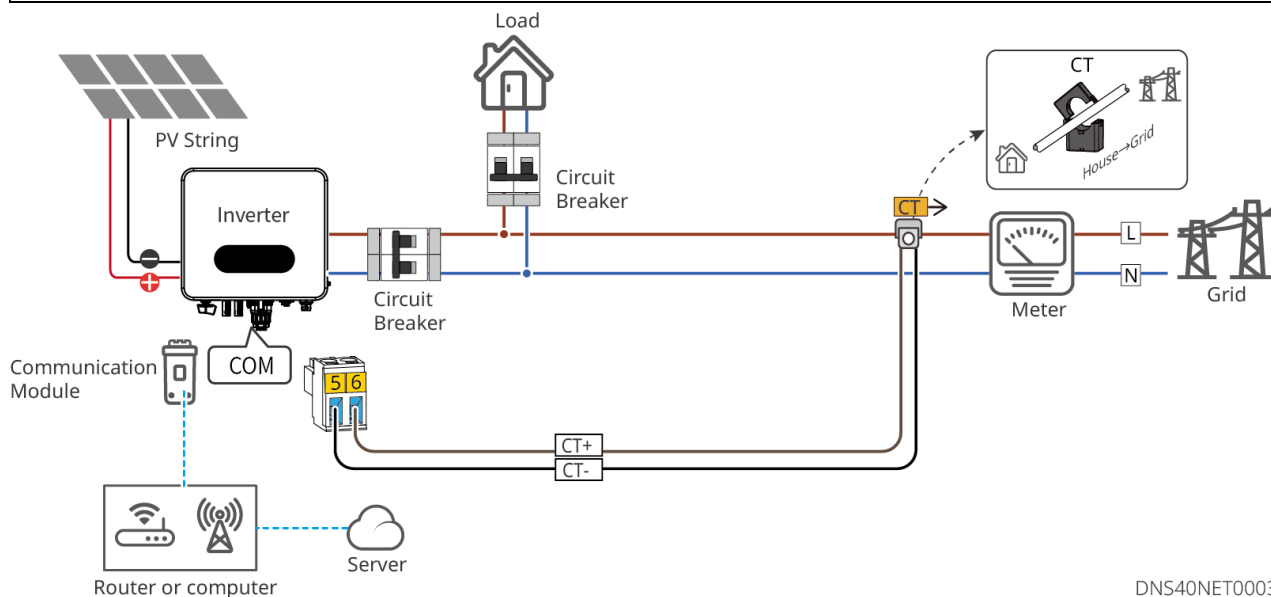 Load
CT
PV String
House→Grid
Circuit
Breaker
Inverter
CT
L
N
Grid
Circuit
Breaker
Meter
Communication
Module
COM
5 6
CT+
CT-
Server
Router or computer
DNS40NET0003